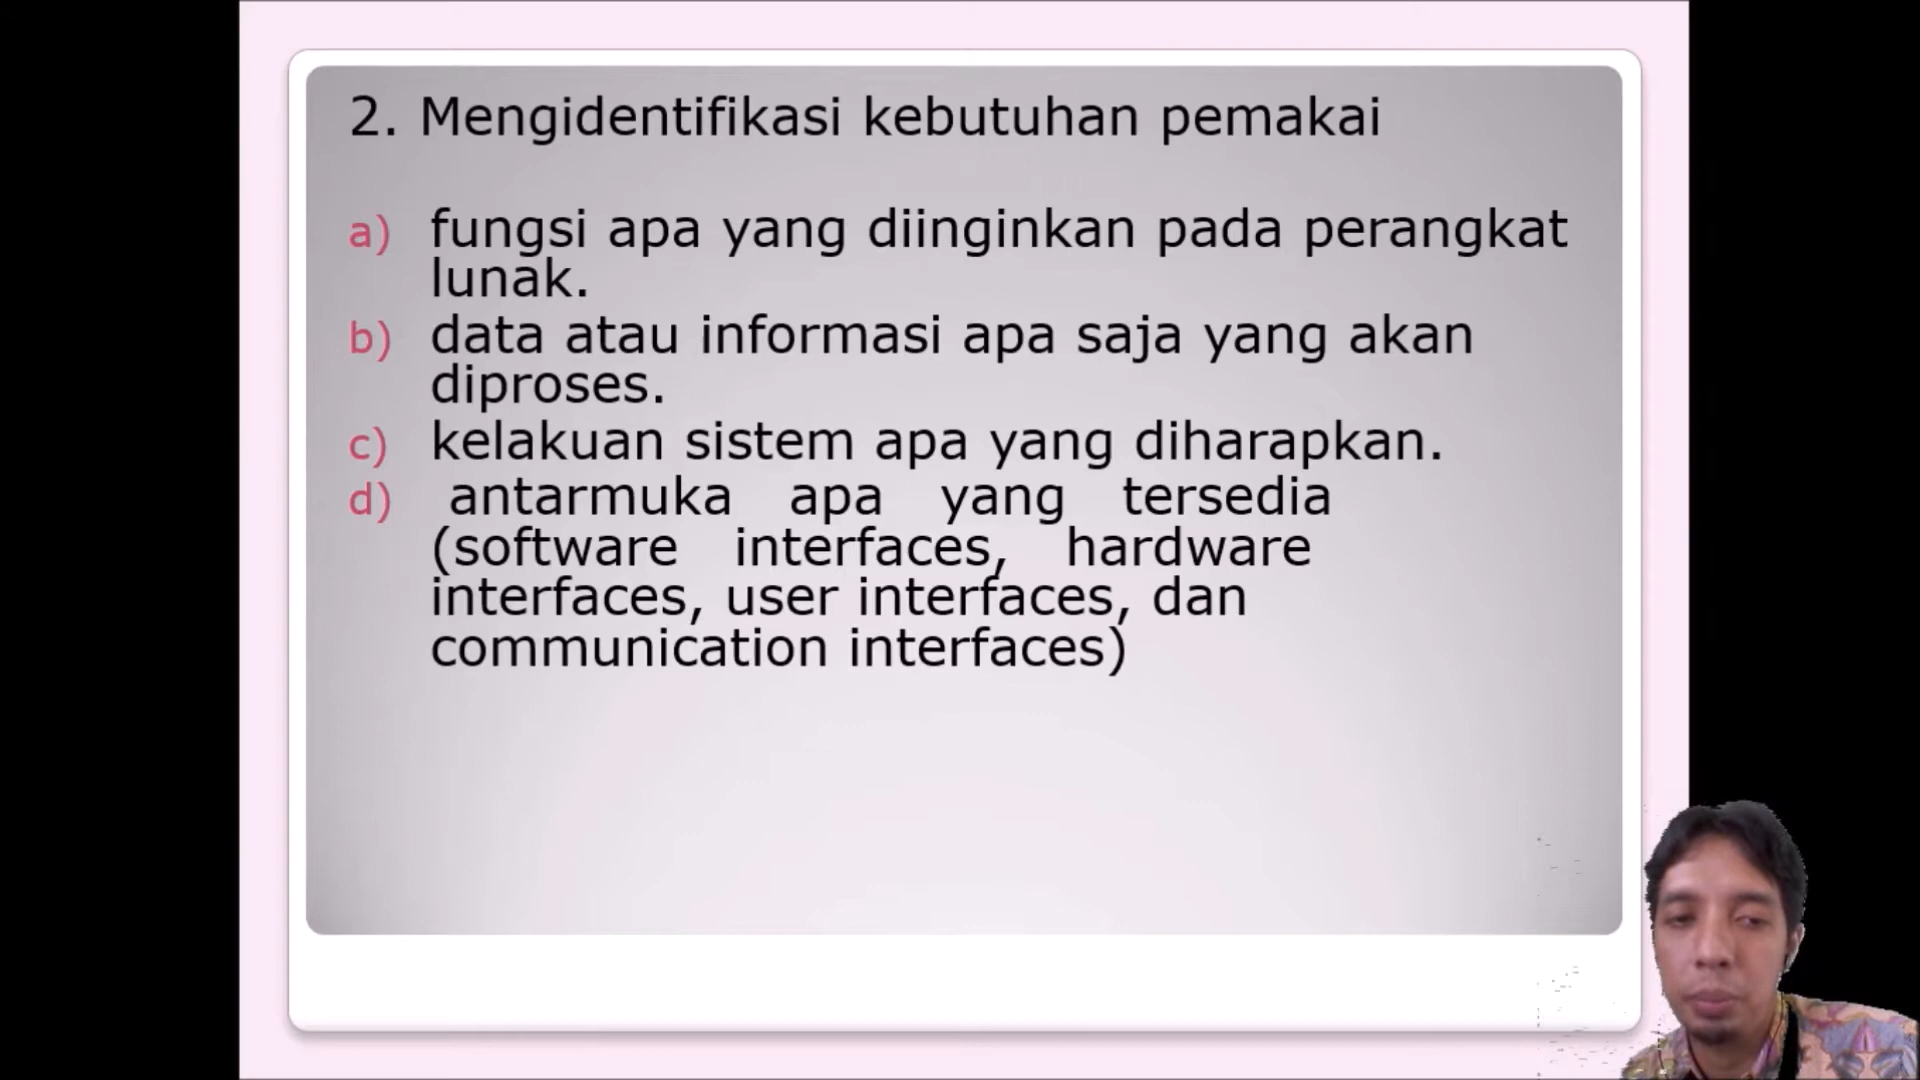 2. Mengidentifikasi kebutuhan pemakai
a) fungsi apa yang diinginkan pada perangkat
lunak.
b) data atau informasi apa saja yang akan
diproses.
c) kelakuan sistem apa yang diharapkan.
d) antarmuka apa yang tersedia
(software interfaces, hardware
interfaces, user interfaces, dan
communication interfaces)